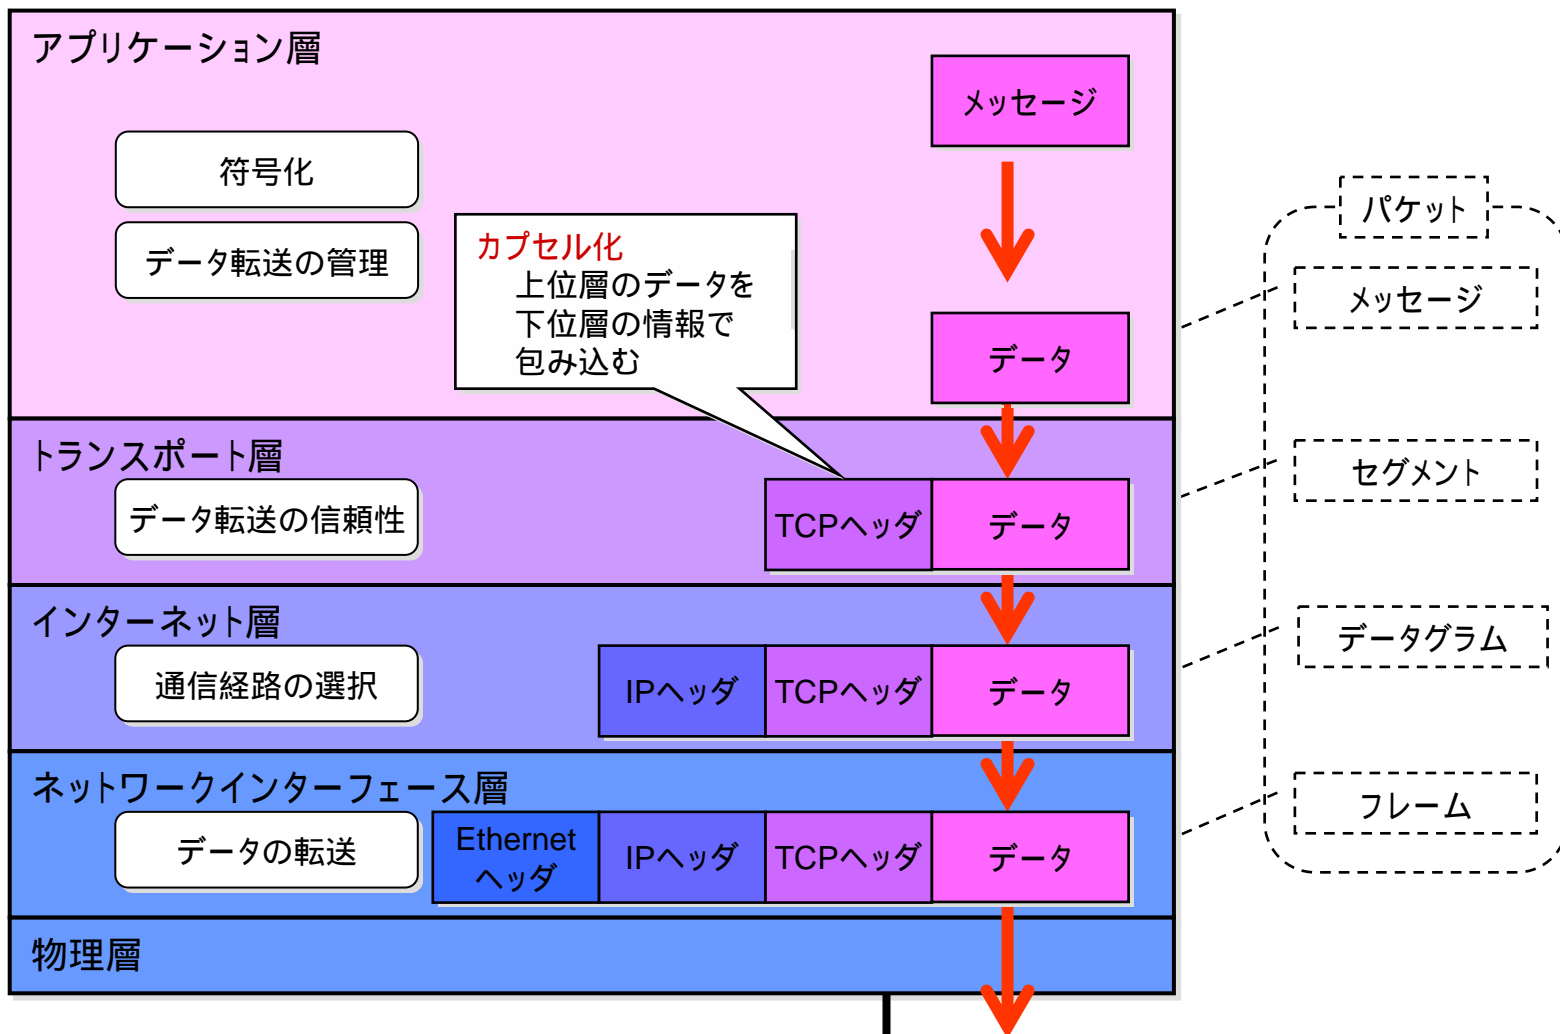 アプリケーション層
メッセージ
符号化
データ転送の管理
カプセル化
上位層のデータを
下位層の情報で
包み込む
データ
パケット
メッセージ
トランスポート層
データ転送の信頼性
TCPヘッダ
データ
セグメント
インターネット層
通信経路の選択
IPヘッダ
TCPヘッダ
データ
データグラム
ネットワークインターフェース層
データの転送
Ethernet
ヘッダ
IPヘッダ
TCPヘッダ
データ
フレーム
物理層